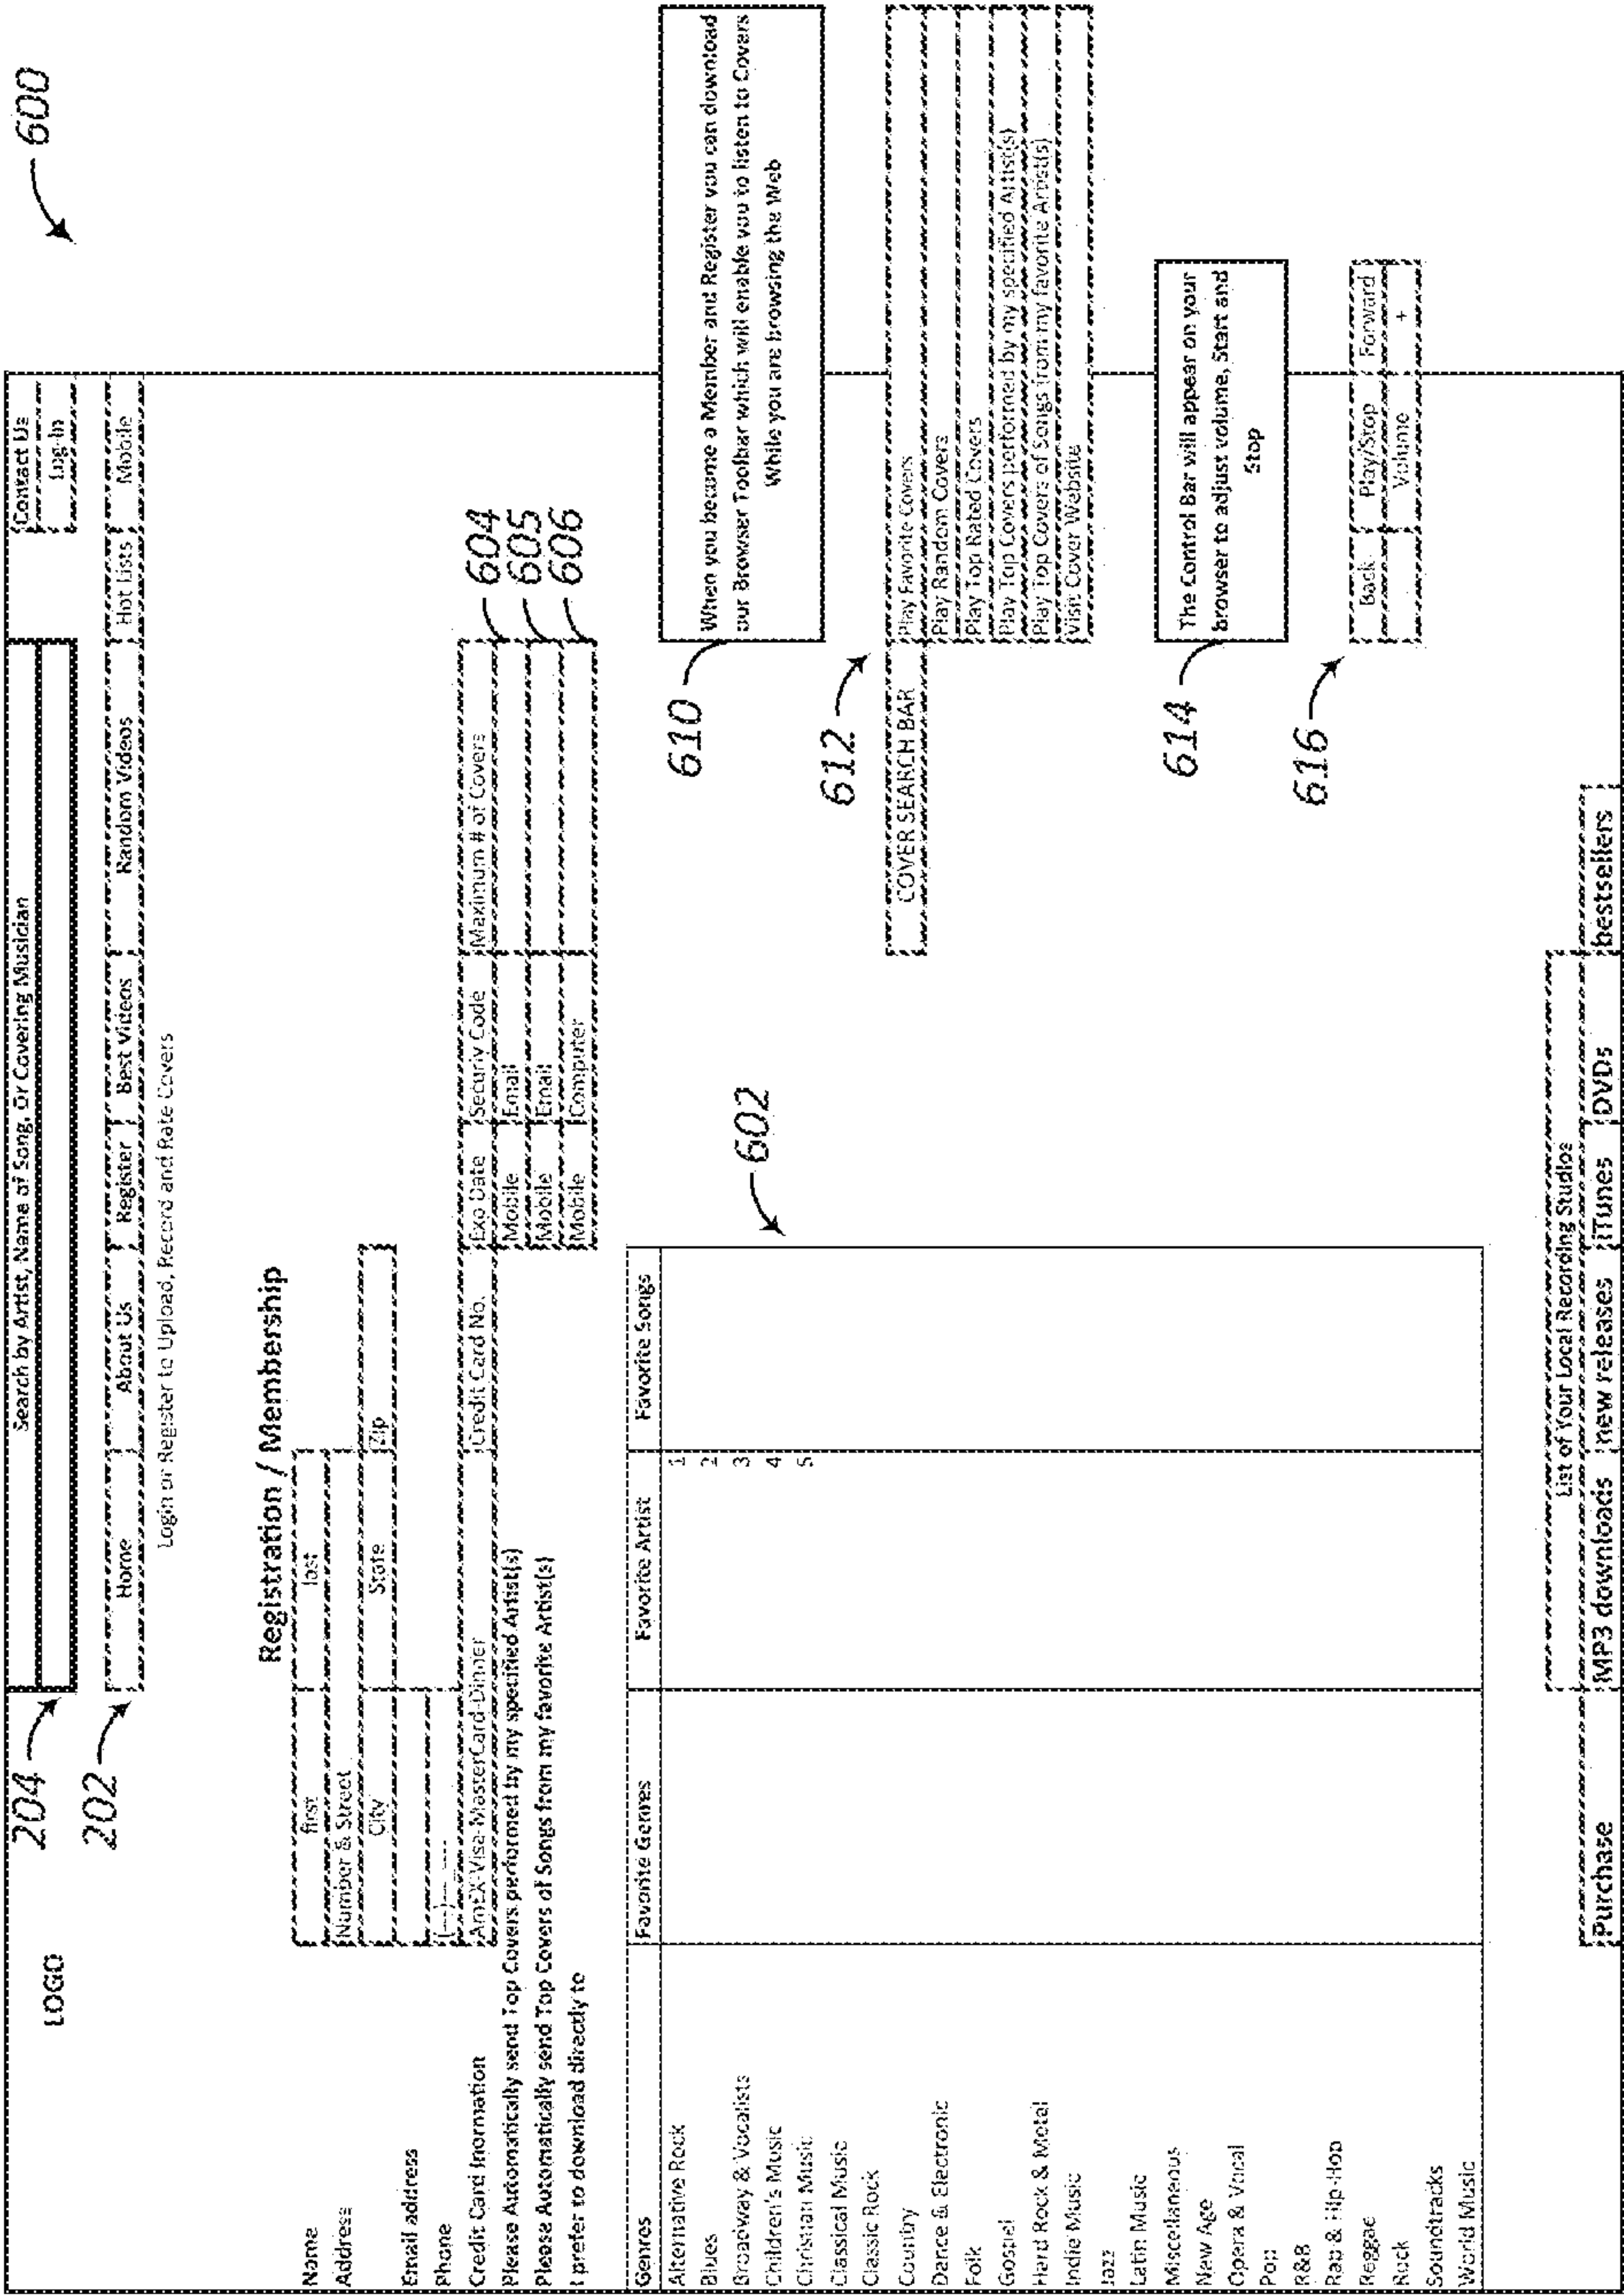 600
204
202
LOGO
Search by Artist, Name of Song, Or Covering Musician
Contact Us
Log-In
Home About Us Register Best Videos Random Videos Hot Lists Mobile
Login or Register to Upload, Record and Rate Covers
Registration / Membership
Name first last
Address Number & Street
City State Zip
Email address
Phone (---)--- ----
Credit Card Inormation AmEX-Visa-MasterCard-Dinner Credit Card No. Exp Date Securiy Code Maximum # of Covers
Please Automatically send Top Covers performed by my specified Artist(s) Mobile Email 604
Please Automatically send Top Covers of Songs from my favorite Artist(s) Mobile Email 605
I prefer to download directly to Mobile Computer 606
Genres Favorite Genres Favorite Artist Favorite Songs
Alternative Rock 1
Blues 2
Broadway & Vocalists 3
Children's Music 4
Christian Music 5
Classical Music
Classic Rock
Country
Dance & Electronic
Folk
Gospel
Hard Rock & Metal
Indie Music
Jazz
Latin Music
Miscellaneous
New Age
Opera & Vocal
Pop
R&B
Rap & Hip-Hop
Reggae
Rock
Soundtracks
World Music
602
610
When you become a Member and Register you can download
our Browser Toolbar which will enable you to listen to Covers
While you are browsing the Web
612
COVER SEARCH BAR Play Favorite Covers
Play Random Covers
Play Top Rated Covers
Play Top Covers performed by my specified Artist(s)
Play Top Covers of Songs from my favorite Artist(s)
Visit Cover Website
614
The Control Bar will appear on your
browser to adjust volume, Start and
Stop
616
Back Play/Stop Forward
Volume +
List of Your Local Recording Studios
Purchase MP3 downloads new releases iTunes DVDs bestsellers